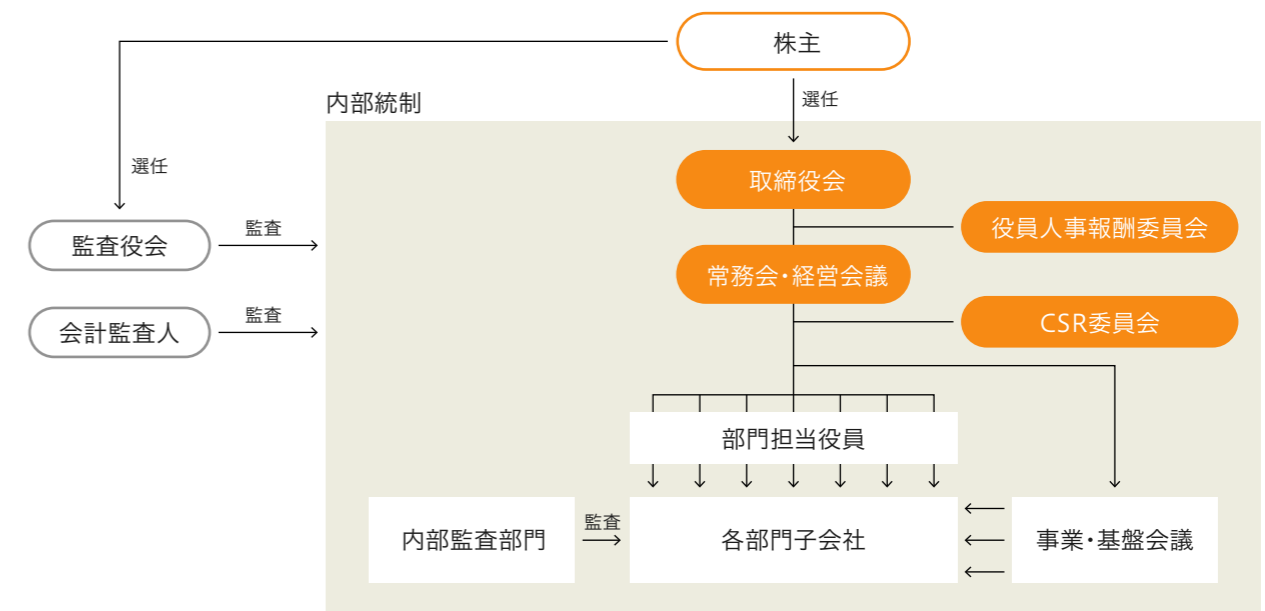 株主
選任
内部統制
選任
取締役会
役員人事報酬委員会
監査役会
監査
常務会・経営会議
会計監査人
監査
CSR委員会
部門担当役員
内部監査部門
監査
各部門子会社
事業・基盤会議